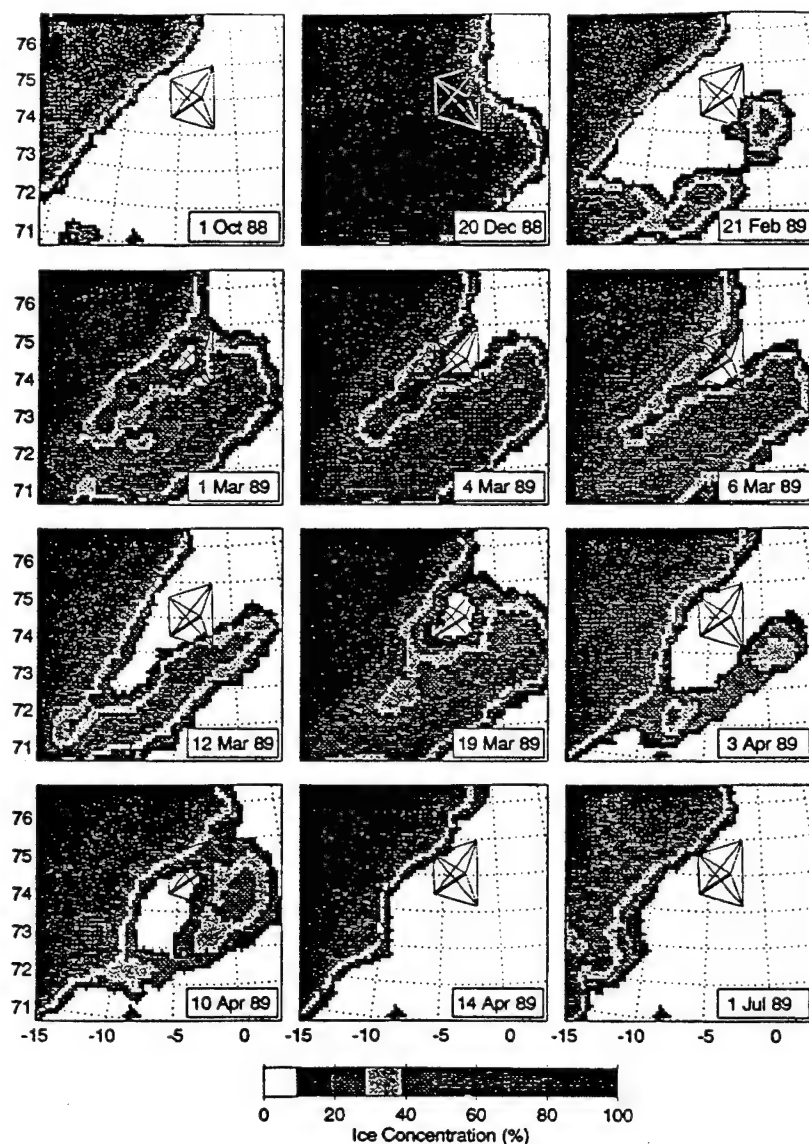 76
75
74
73
72
71
1 Oct 88
20 Dec 88
21 Feb 89
76
75
74
73
72
71
1 Mar 89
4 Mar 89
6 Mar 89
76
75
74
73
72
71
12 Mar 89
19 Mar 89
3 Apr 89
76
75
74
73
72
71
10 Apr 89
14 Apr 89
1 Jul 89
-15 -10 -5 0 -15 -10 -5 0 -15 -10 -5 0
0 20 40 60 80 100
Ice Concentration (%)